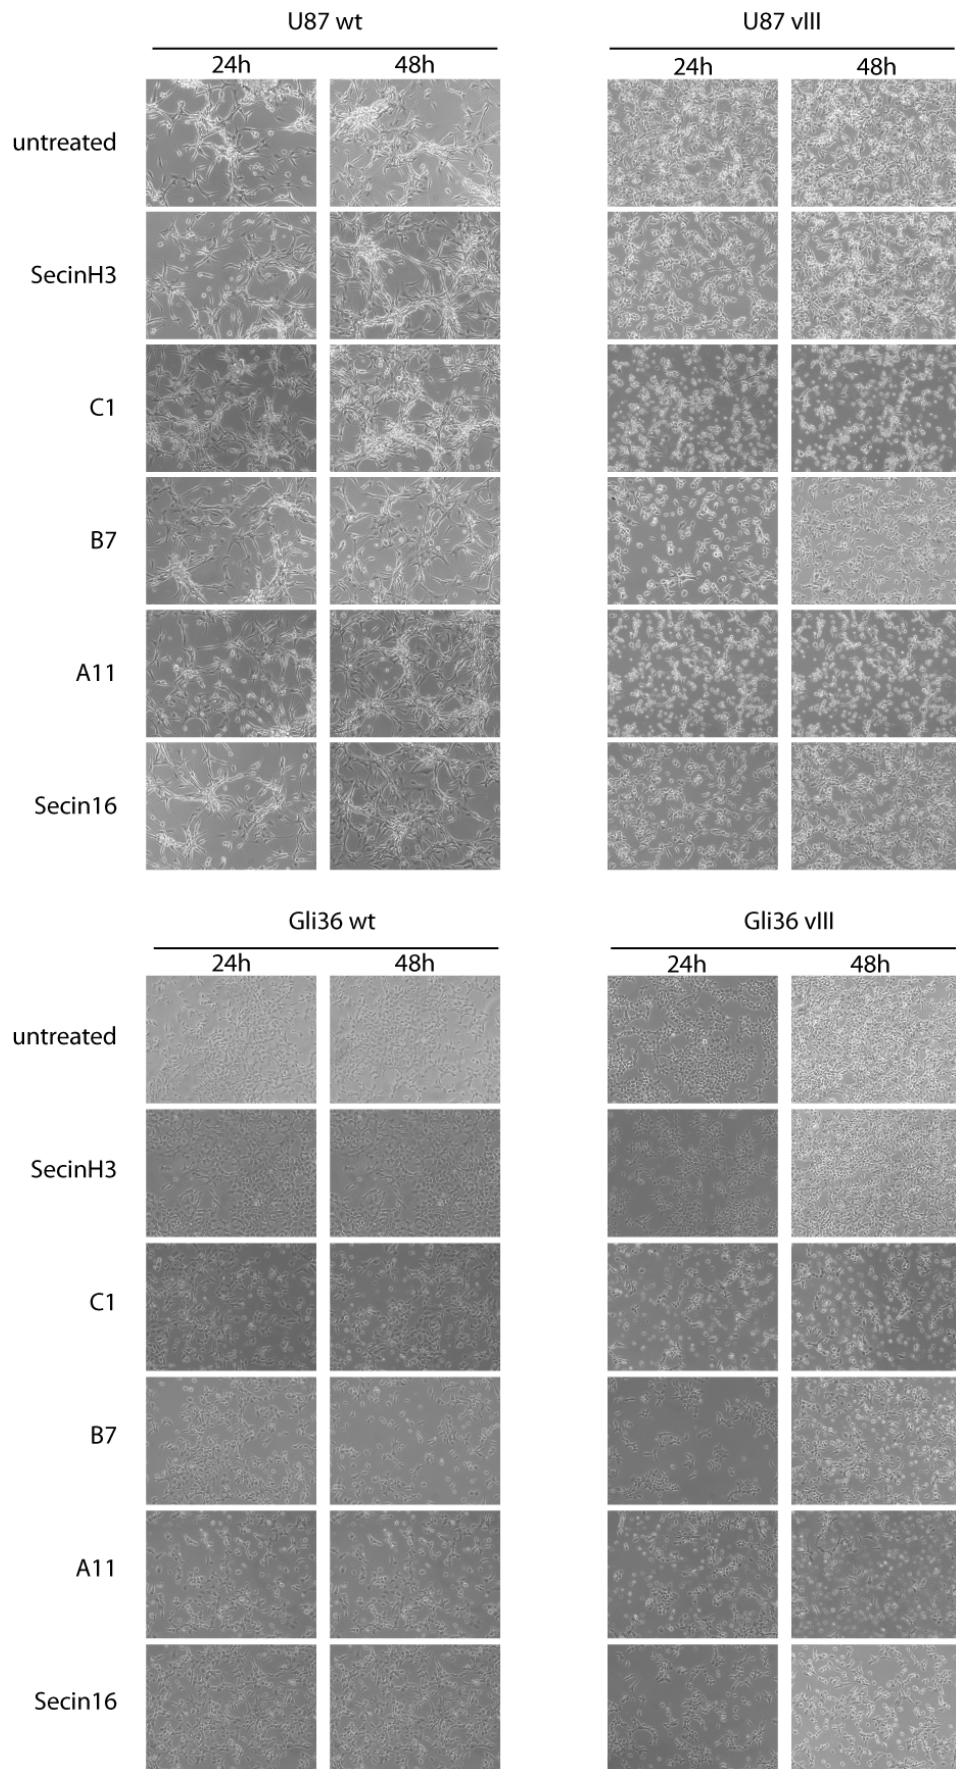 U87 wt U87 vIII
24h 48h 24h 48h
untreated
SecinH3
C1
B7
A11
Secin16
Gli36 wt Gli36 vIII
24h 48h 24h 48h
untreated
SecinH3
C1
B7
A11
Secin16